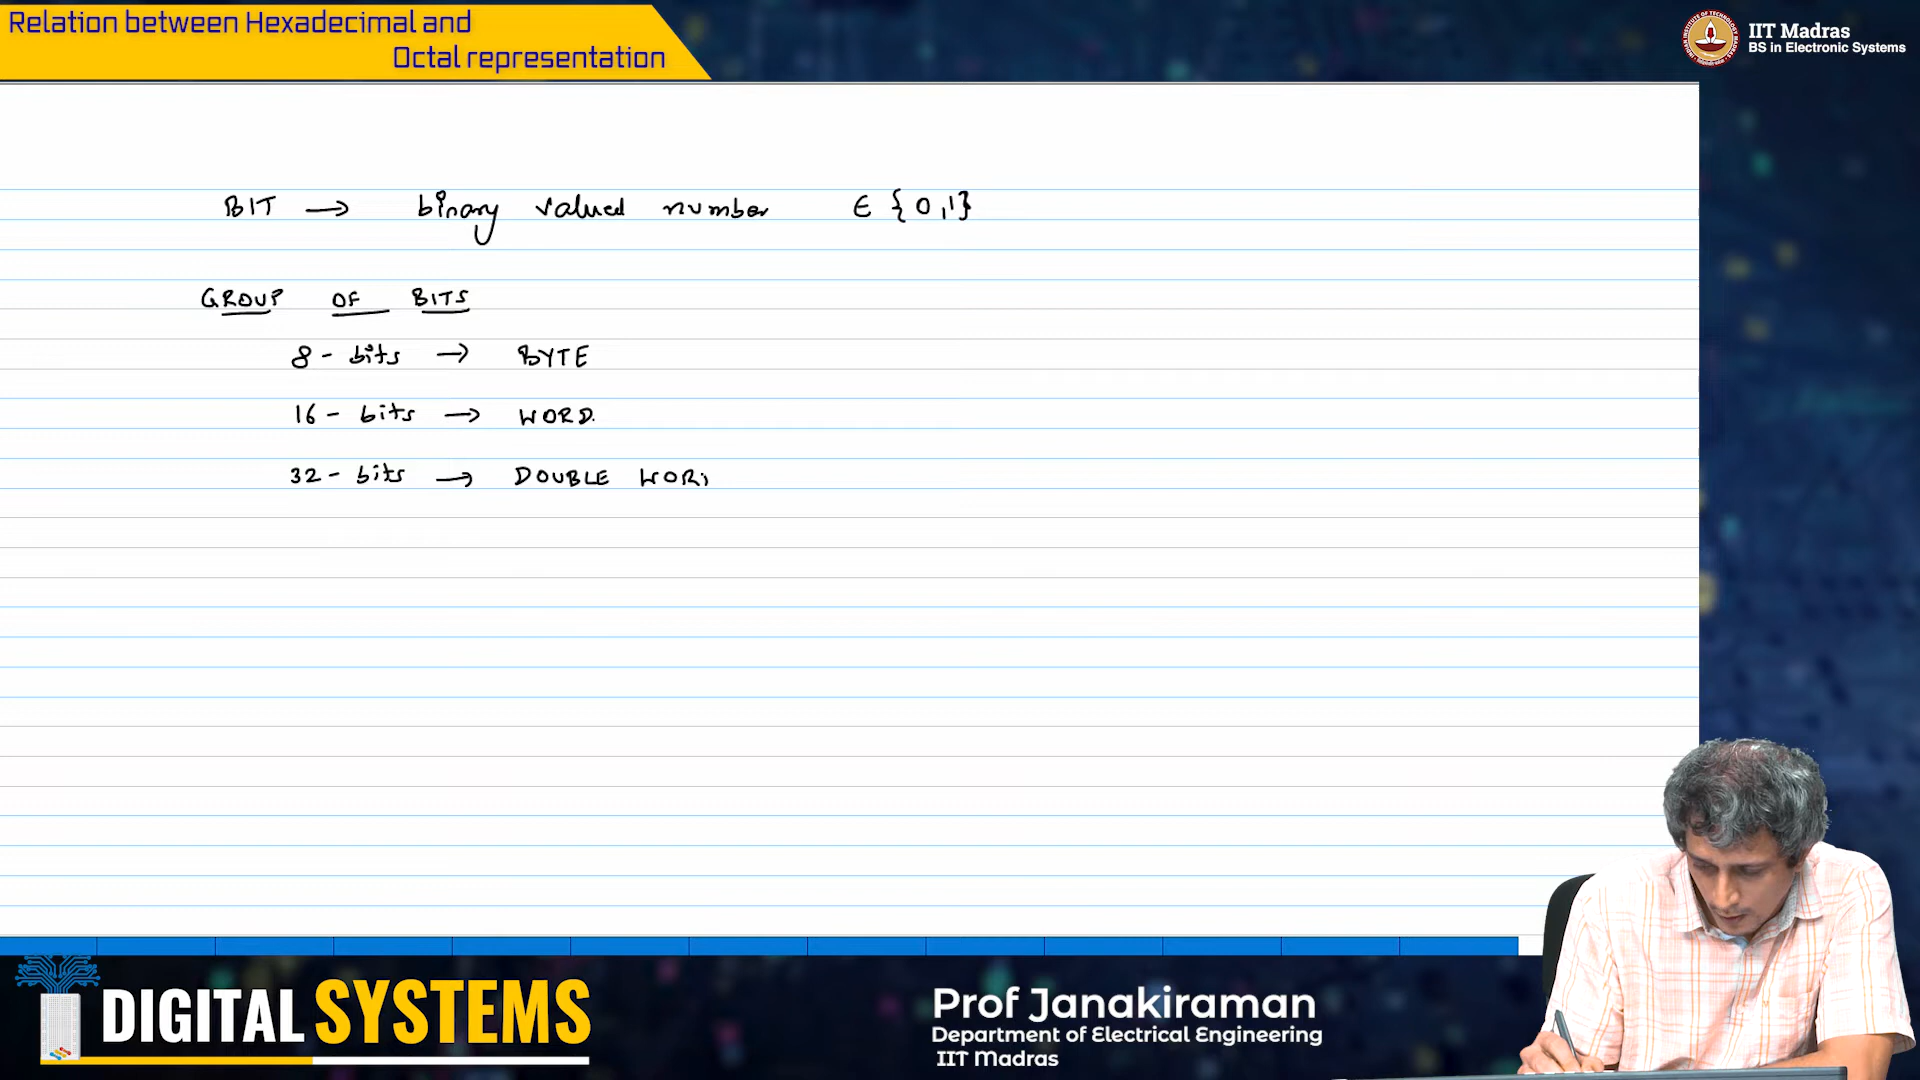 Relation between Hexadecimal and
Octal representation
IIT Madras
BS in Electronic Systems
BIT → binary valued number ∈ {0,1}
GROUP OF BITS
8 - bits → BYTE
16 - bits → WORD.
32 - bits → DOUBLE WOR
DIGITAL SYSTEMS
Prof Janakiraman
Department of Electrical Engineering
IIT Madras